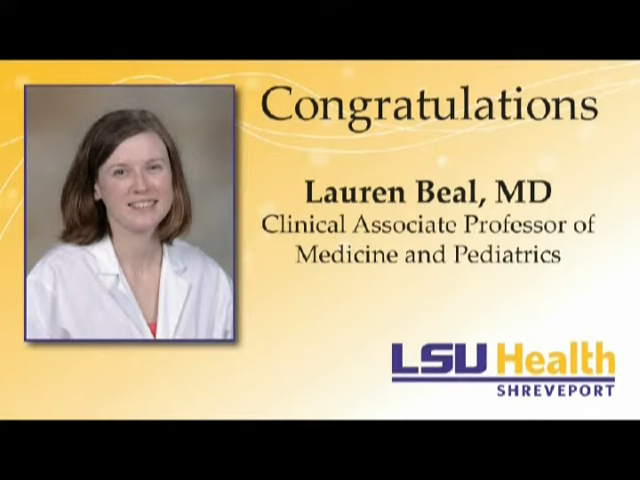 Congratulations
Lauren Beal, MD
Clinical Associate Professor of
Medicine and Pediatrics
LSU Health
SHREVEPORT